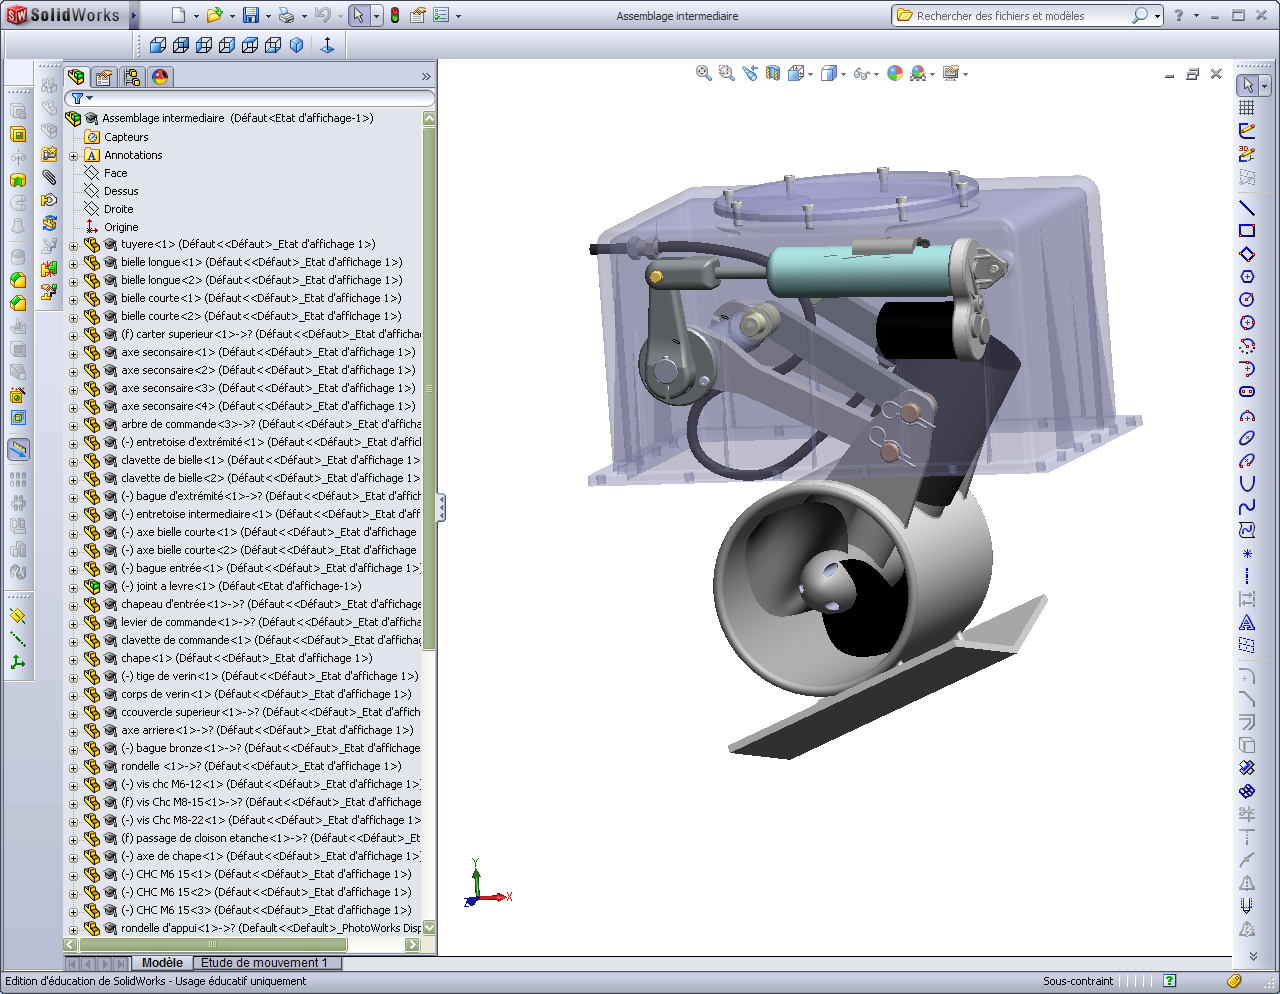 SolidWorks
Assemblage intermediaire
Rechercher des fichiers et modèles
Assemblage intermediaire (Défaut<Etat d'affichage-1>)
Capteurs
Annotations
Face
Dessus
Droite
Origine
tuyere<1> (Défaut<<Défaut>_Etat d'affichage 1>)
bielle longue<1> (Défaut<<Défaut>_Etat d'affichage 1>)
bielle longue<2> (Défaut<<Défaut>_Etat d'affichage 1>)
bielle courte<1> (Défaut<<Défaut>_Etat d'affichage 1>)
bielle courte<2> (Défaut<<Défaut>_Etat d'affichage 1>)
(f) carter superieur<1>->? (Défaut<<Défaut>_Etat d'afficha
axe seconsaire<1> (Défaut<<Défaut>_Etat d'affichage 1>)
axe seconsaire<2> (Défaut<<Défaut>_Etat d'affichage 1>)
axe seconsaire<3> (Défaut<<Défaut>_Etat d'affichage 1>)
axe seconsaire<4> (Défaut<<Défaut>_Etat d'affichage 1>)
arbre de commande<3>->? (Défaut<<Défaut>_Etat d'affichage
(-) entretoise d'extrémité<1> (Défaut<<Défaut>_Etat d'affic
clavette de bielle<1> (Défaut<<Défaut>_Etat d'affichage 1>
clavette de bielle<2> (Défaut<<Défaut>_Etat d'affichage 1>
(-) bague d'extrémité<1>->? (Défaut<<Défaut>_Etat d'affich
(-) entretoise intermediaire<1> (Défaut<<Défaut>_Etat d'aff
(-) axe bielle courte<1> (Défaut<<Défaut>_Etat d'affichage
(-) axe bielle courte<2> (Défaut<<Défaut>_Etat d'affichage
(-) bague entrée<1> (Défaut<<Défaut>_Etat d'affichage 1>)
(-) joint a levre<1> (Défaut<Etat d'affichage-1>)
chapeau d'entrée<1>->? (Défaut<<Défaut>_Etat d'affichage
levier de commande<1>->? (Défaut<<Défaut>_Etat d'affichage
clavette de commande<1> (Défaut<<Défaut>_Etat d'affichage
chape<1> (Défaut<<Défaut>_Etat d'affichage 1>)
(-) tige de verin<1> (Défaut<<Défaut>_Etat d'affichage 1>)
corps de verin<1> (Défaut<<Défaut>_Etat d'affichage 1>)
ccouvercle superieur<1>->? (Défaut<<Défaut>_Etat d'affich
axe arriere<1>->? (Défaut<<Défaut>_Etat d'affichage 1>)
(-) bague bronze<1>->? (Défaut<<Défaut>_Etat d'affichage
rondelle <1>->? (Défaut<<Défaut>_Etat d'affichage 1>)
(-) vis chc M6-12<1> (Défaut<<Défaut>_Etat d'affichage 1>)
(f) vis Chc M8-15<1>->? (Défaut<<Défaut>_Etat d'affichage
(-) vis Chc M8-22<1> (Défaut<<Défaut>_Etat d'affichage 1>
(f) passage de cloison etanche<1>->? (Défaut<<Défaut>_Et
(-) axe de chape<1> (Défaut<<Défaut>_Etat d'affichage 1>)
(-) CHC M6 15<1> (Défaut<<Défaut>_Etat d'affichage 1>)
(-) CHC M6 15<2> (Défaut<<Défaut>_Etat d'affichage 1>)
(-) CHC M6 15<3> (Défaut<<Défaut>_Etat d'affichage 1>)
rondelle d'appui<1>->? (Default<<Default>_PhotoWorks Disp
Y
X
Z
Modèle
Etude de mouvement 1
Edition d'éducation de SolidWorks - Usage éducatif uniquement
Sous-contraint